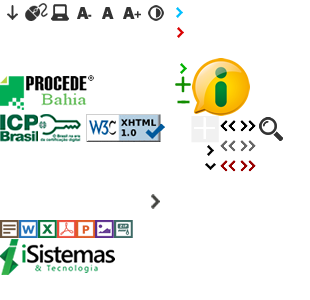 A- A A+
PROCEDE®
Bahia
ICP
Brasil
W3C XHTML
1.0
i
W X P
iSistemas
& Tecnologia